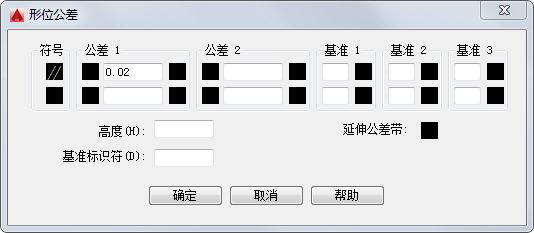 形位公差
符号 公差 1 公差 2 基准 1 基准 2 基准 3
0.02
高度(H): 延伸公差带:
基准标识符(D):
确定 取消 帮助